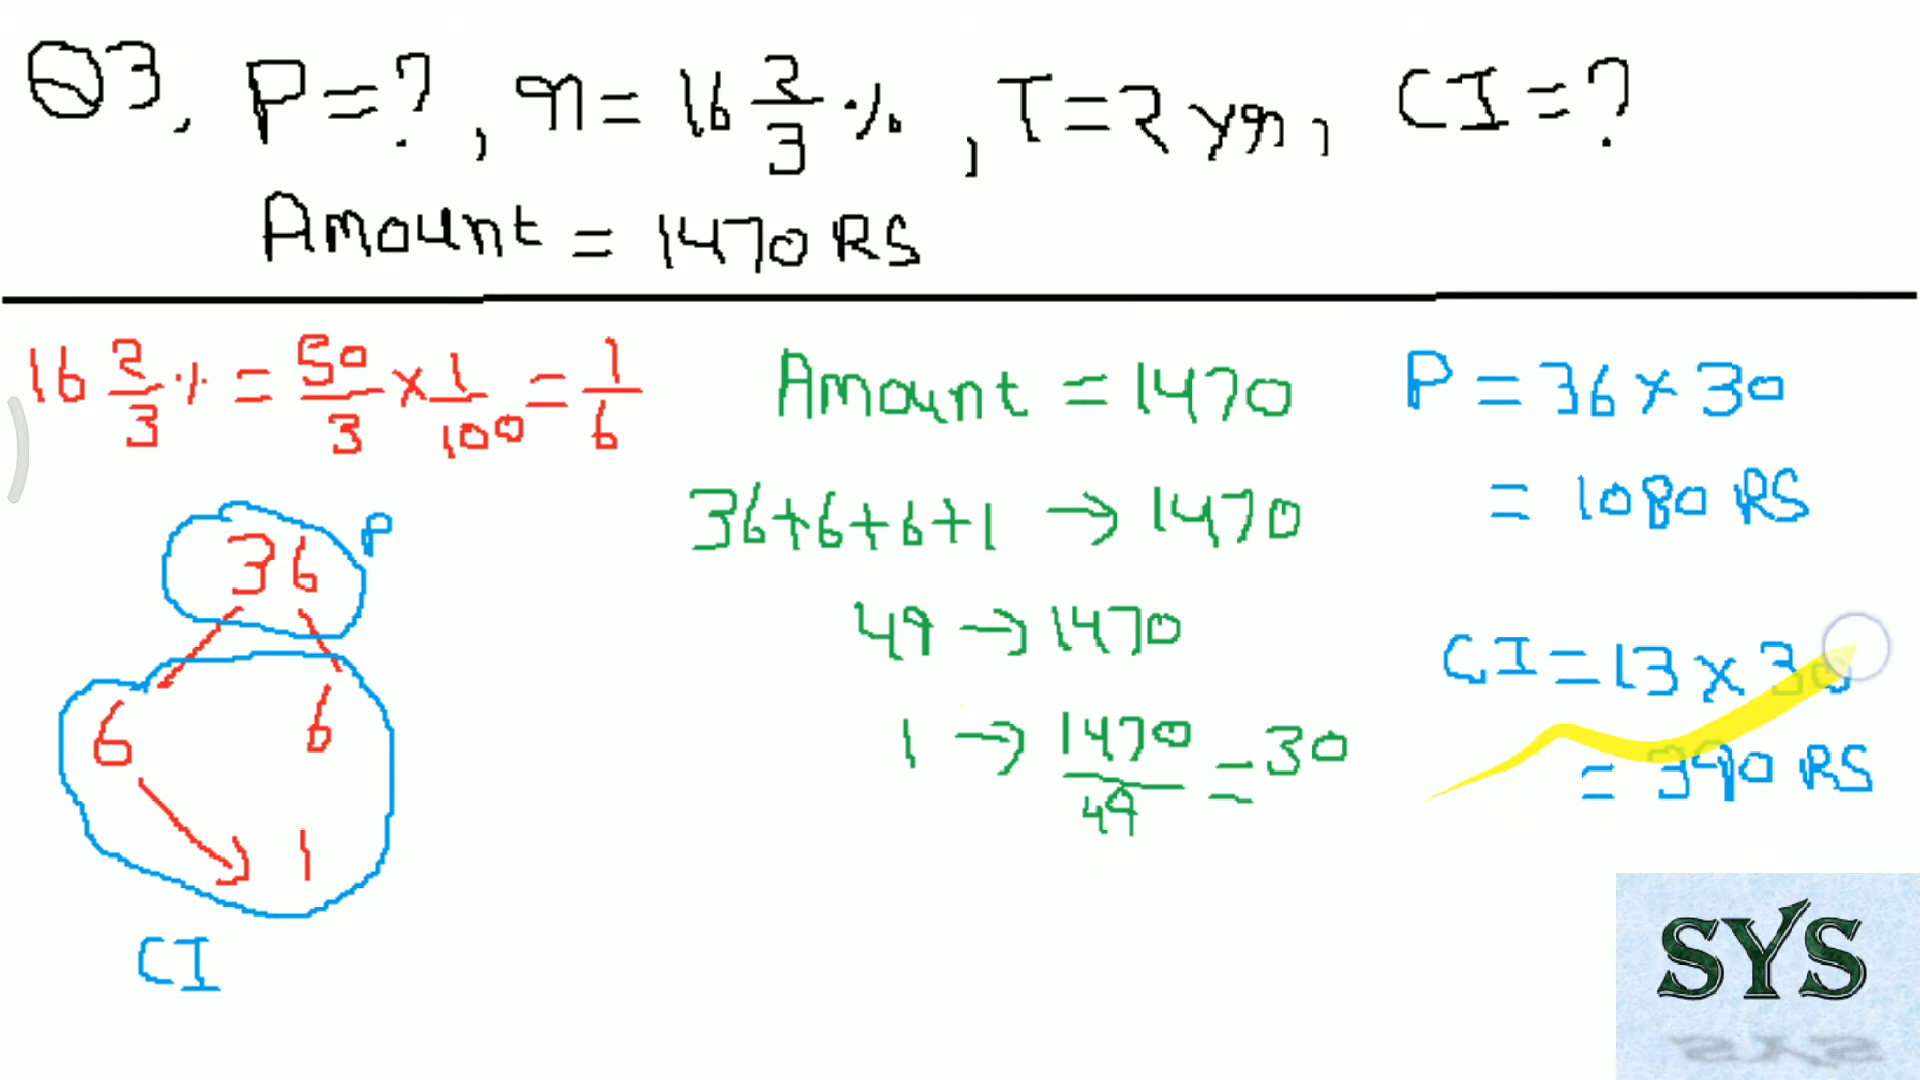 Q3, P=?, r= 16 2/3 %, T=2yr, CI=?
Amount = 1470 RS
16 2/3 % = 50/3 × 1/100 = 1/6
36 P
6 6
1
CI
Amount = 1470
36+6+6+1 → 1470
49 → 1470
1 → 1470/49 = 30
P = 36 × 30
= 1080 RS
CI = 13 × 30
= 390 RS
SYS